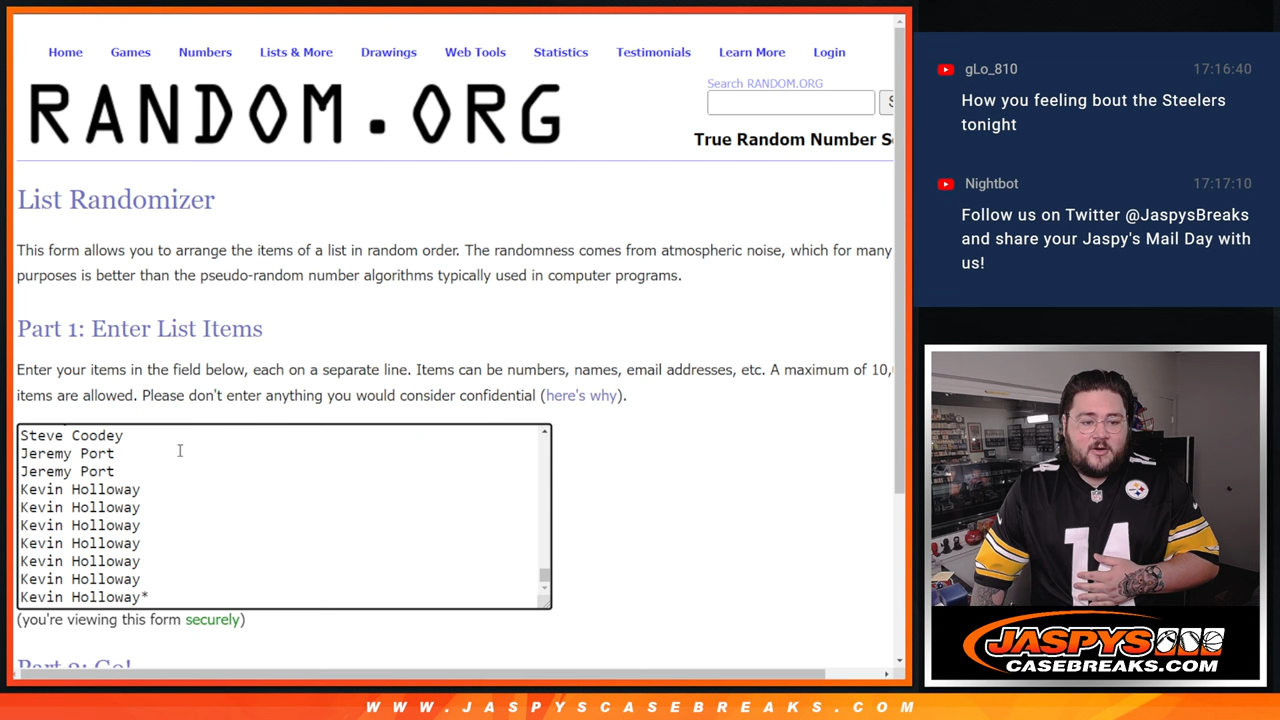 Home Games Numbers Lists & More Drawings Web Tools Statistics Testimonials Learn More Login
RANDOM.ORG
Search RANDOM.ORG
True Random Number
List Randomizer
This form allows you to arrange the items of a list in random order. The randomness comes from atmospheric noise, which for many
purposes is better than the pseudo-random number algorithms typically used in computer programs.
Part 1: Enter List Items
Enter your items in the field below, each on a separate line. Items can be numbers, names, email addresses, etc. A maximum of 10,
items are allowed. Please don't enter anything you would consider confidential (here's why).
Steve Coodey
Jeremy Port
Jeremy Port
Kevin Holloway
Kevin Holloway
Kevin Holloway
Kevin Holloway
Kevin Holloway
Kevin Holloway
Kevin Holloway*
(you're viewing this form securely)
Part 2: Go!
gLo_810 17:16:40
How you feeling bout the Steelers
tonight
Nightbot 17:17:10
Follow us on Twitter @JaspysBreaks
and share your Jaspy's Mail Day with
us!
14
JASPYS
CASEBREAKS.COM
WWW.JASPYSCASEBREAKS.COM